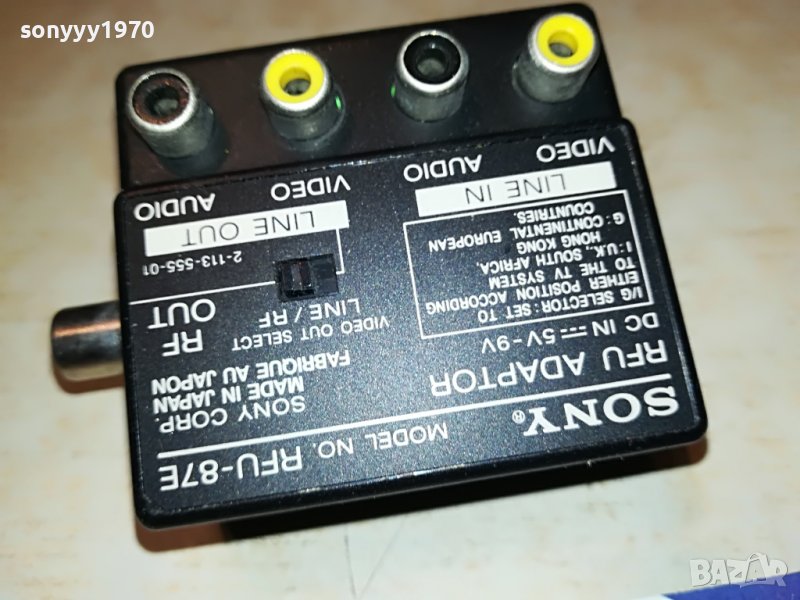 sonyyy1970
SONY® MODEL NO. RFU-87E
RFU ADAPTOR
DC IN ⎓ 5V-9V
I/G SELECTOR: SET TO
EITHER POSITION ACCORDING
TO THE TV SYSTEM
I: U.K., SOUTH AFRICA,
HONG KONG
G: CONTINENTAL EUROPEAN
COUNTRIES.
LINE IN
VIDEO AUDIO
SONY CORP.
MADE IN JAPAN
FABRIQUE AU JAPON
VIDEO OUT SELECT
LINE / RF
RF
OUT
2-113-555-01
LINE OUT
VIDEO AUDIO
BAZAR